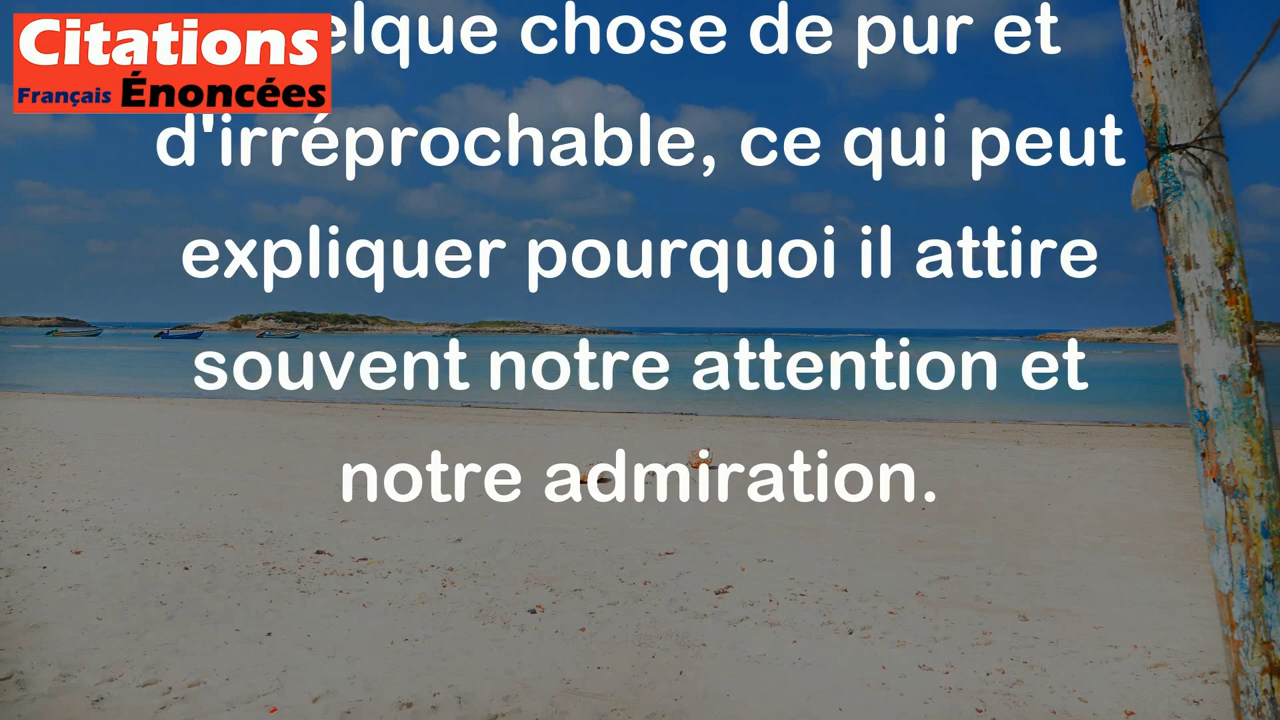 Citations
Français Énoncées
chose de pur et
d'irréprochable, ce qui peut
expliquer pourquoi il attire
souvent notre attention et
notre admiration.